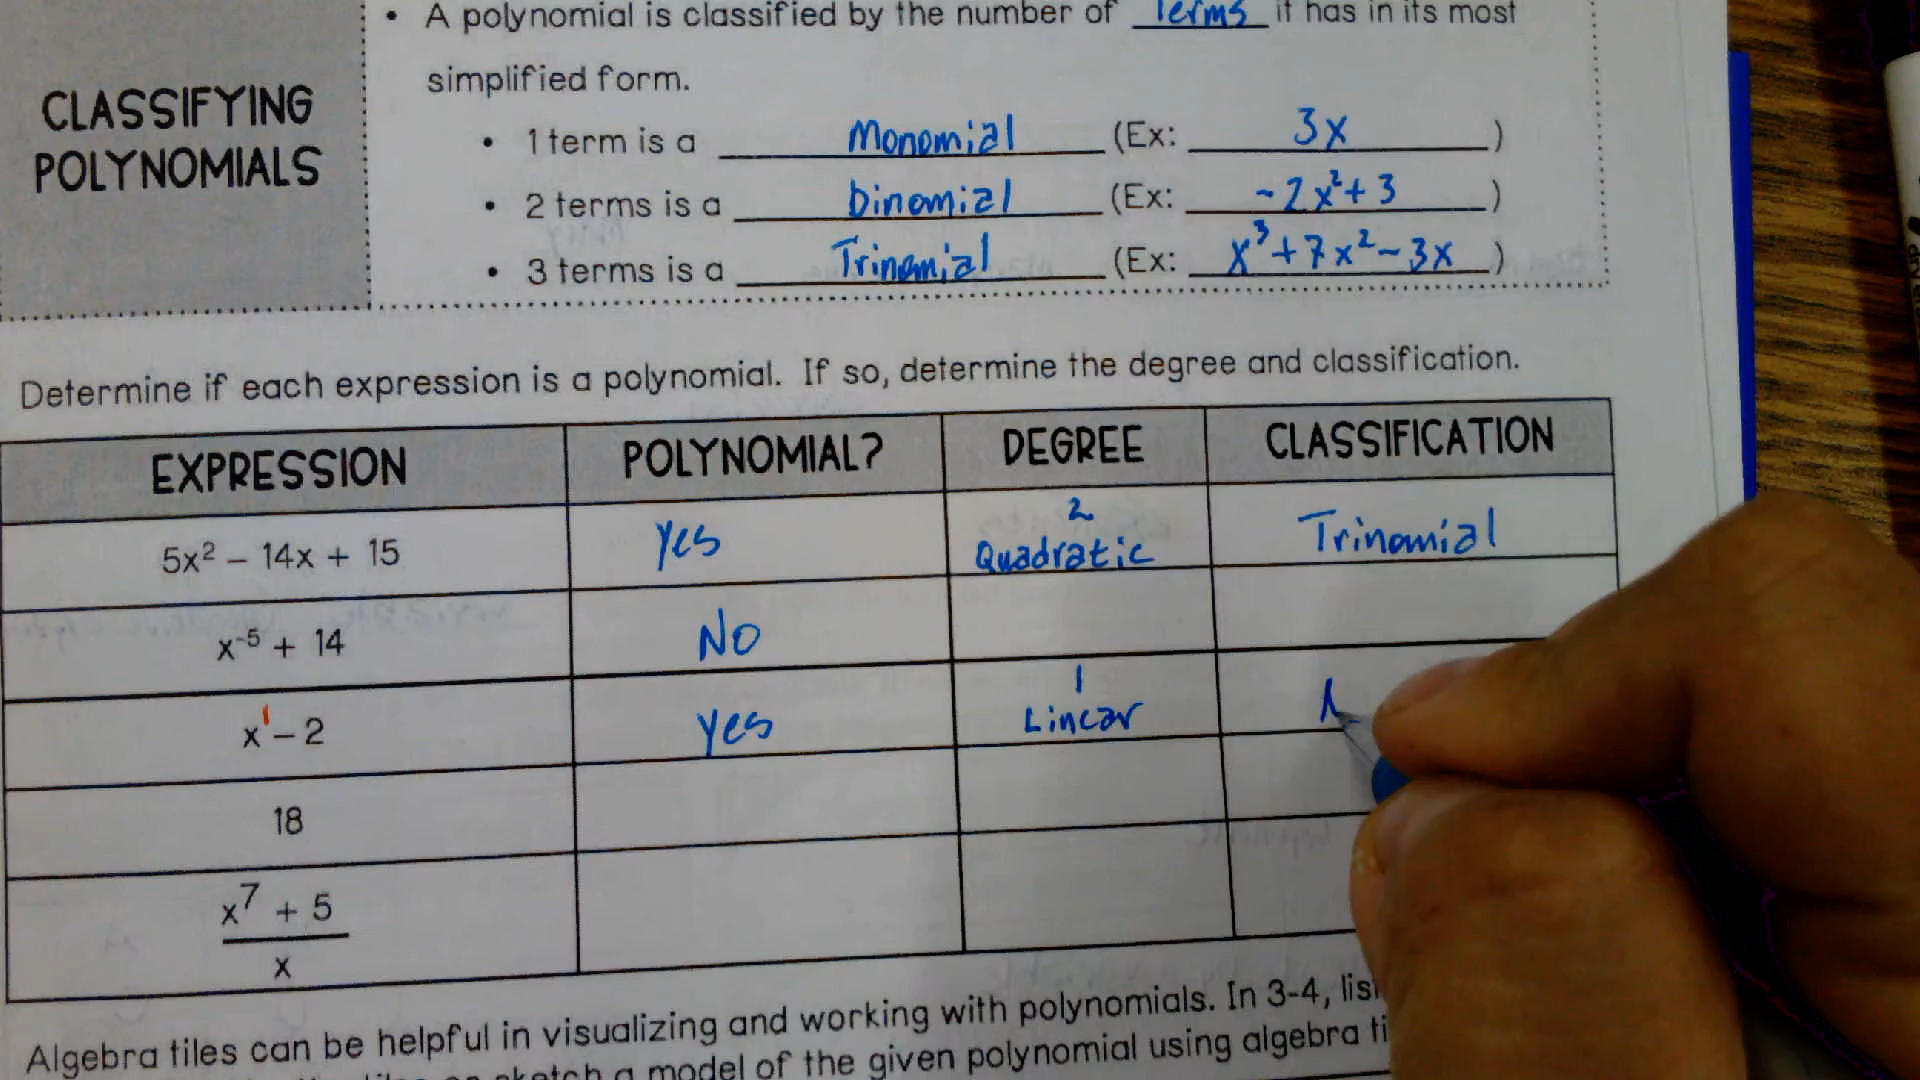 • A polynomial is classified by the number of Terms it has in its most
simplified form.
CLASSIFYING
POLYNOMIALS
• 1 term is a Monomial (Ex: 3x )
• 2 terms is a binomial (Ex: -2x²+3 )
• 3 terms is a Trinomial (Ex: x³+7x²-3x )
Determine if each expression is a polynomial. If so, determine the degree and classification.
EXPRESSION POLYNOMIAL? DEGREE CLASSIFICATION
5x² – 14x + 15 Yes 2 Quadratic Trinomial
x⁻⁵ + 14 No
x¹ – 2 Yes 1 Linear
18
x⁷ + 5
x
Algebra tiles can be helpful in visualizing and working with polynomials. In 3-4,
sketch a model of the given polynomial using algebra